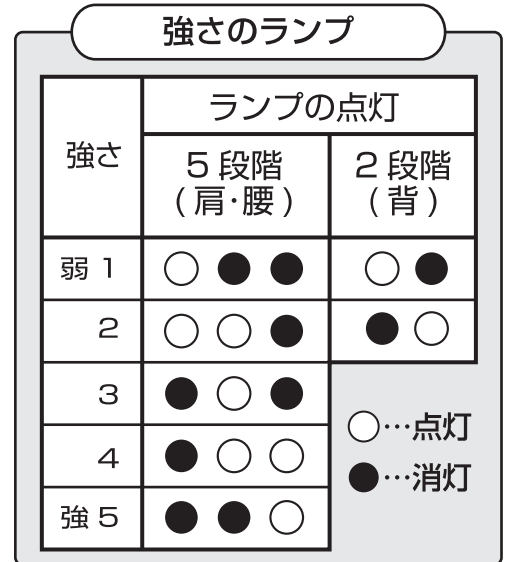 強さのランプ
強さ
ランプの点灯
5段階
(肩・腰)
2段階
(背)
弱 1 ○●● ○●
2 ○○● ●○
3 ●○●
4 ●○○
強 5 ●●○
○…点灯
●…消灯